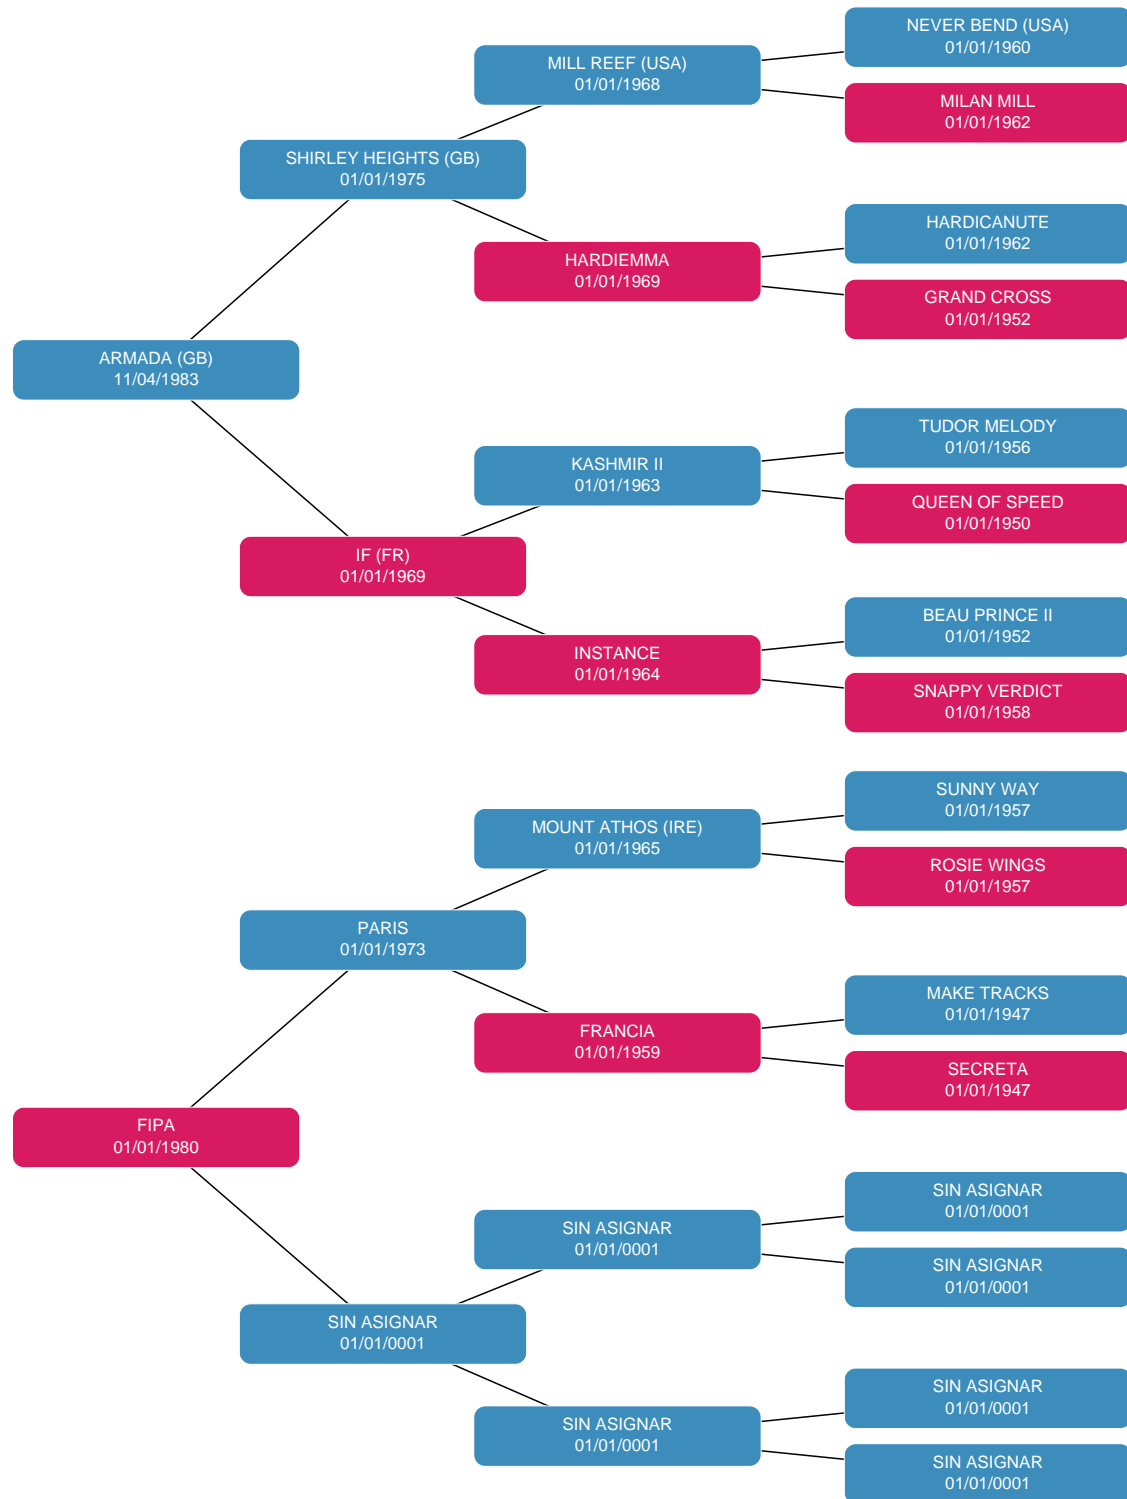 NEVER BEND (USA)
01/01/1960
MILL REEF (USA)
01/01/1968
MILAN MILL
01/01/1962
SHIRLEY HEIGHTS (GB)
01/01/1975
HARDICANUTE
01/01/1962
HARDIEMMA
01/01/1969
GRAND CROSS
01/01/1952
ARMADA (GB)
11/04/1983
TUDOR MELODY
01/01/1956
KASHMIR II
01/01/1963
QUEEN OF SPEED
01/01/1950
IF (FR)
01/01/1969
BEAU PRINCE II
01/01/1952
INSTANCE
01/01/1964
SNAPPY VERDICT
01/01/1958
SUNNY WAY
01/01/1957
MOUNT ATHOS (IRE)
01/01/1965
ROSIE WINGS
01/01/1957
PARIS
01/01/1973
MAKE TRACKS
01/01/1947
FRANCIA
01/01/1959
SECRETA
01/01/1947
FIPA
01/01/1980
SIN ASIGNAR
01/01/0001
SIN ASIGNAR
01/01/0001
SIN ASIGNAR
01/01/0001
SIN ASIGNAR
01/01/0001
SIN ASIGNAR
01/01/0001
SIN ASIGNAR
01/01/0001
SIN ASIGNAR
01/01/0001